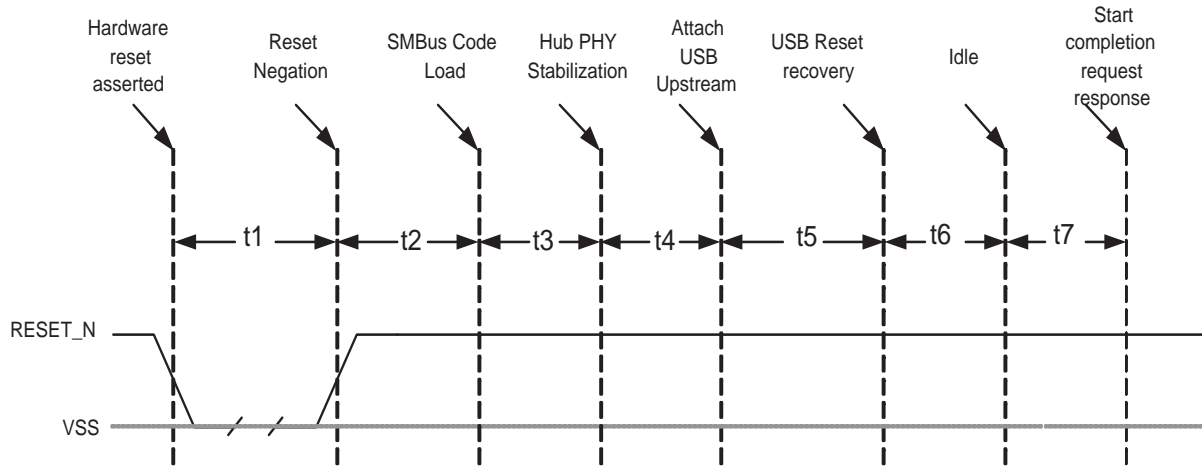 Hardware
reset
asserted
Reset
Negation
SMBus Code
Load
Hub PHY
Stabilization
Attach
USB
Upstream
USB Reset
recovery
Idle
Start
completion
request
response
t1
t2
t3
t4
t5
t6
t7
RESET_N
VSS